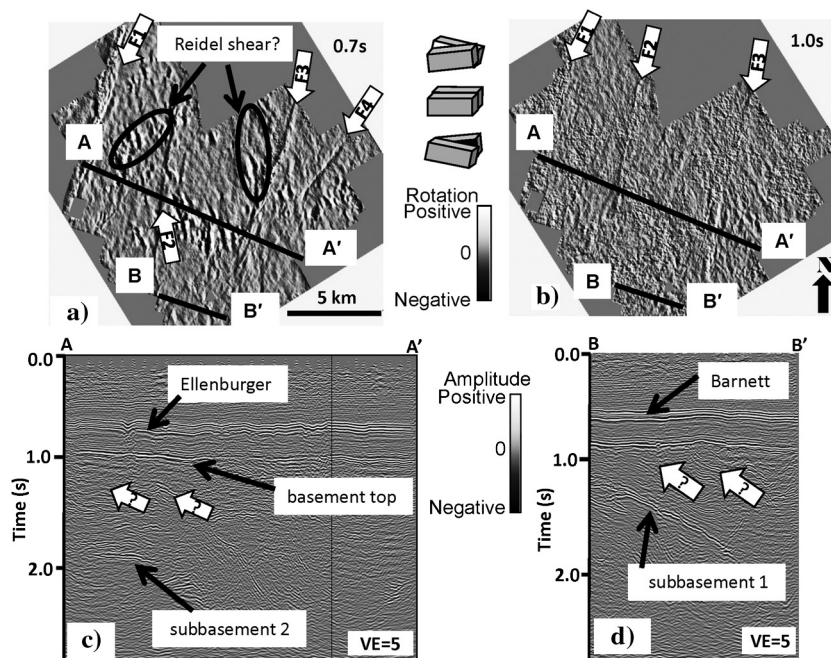 F1
Reidel shear?
0.7s
F3
F4
A
F2
A'
B
B'
a)
5 km
Rotation
Positive
0
Negative
1.0s
F1
F2
F3
A
A'
B
B'
b)
N
A
A'
0.0
Ellenburger
1.0
basement top
?
?
Time (s)
2.0
subbasement 2
c)
VE=5
Amplitude
Positive
0
Negative
B
B'
0.0
Barnett
1.0
?
?
Time (s)
2.0
subbasement 1
d)
VE=5